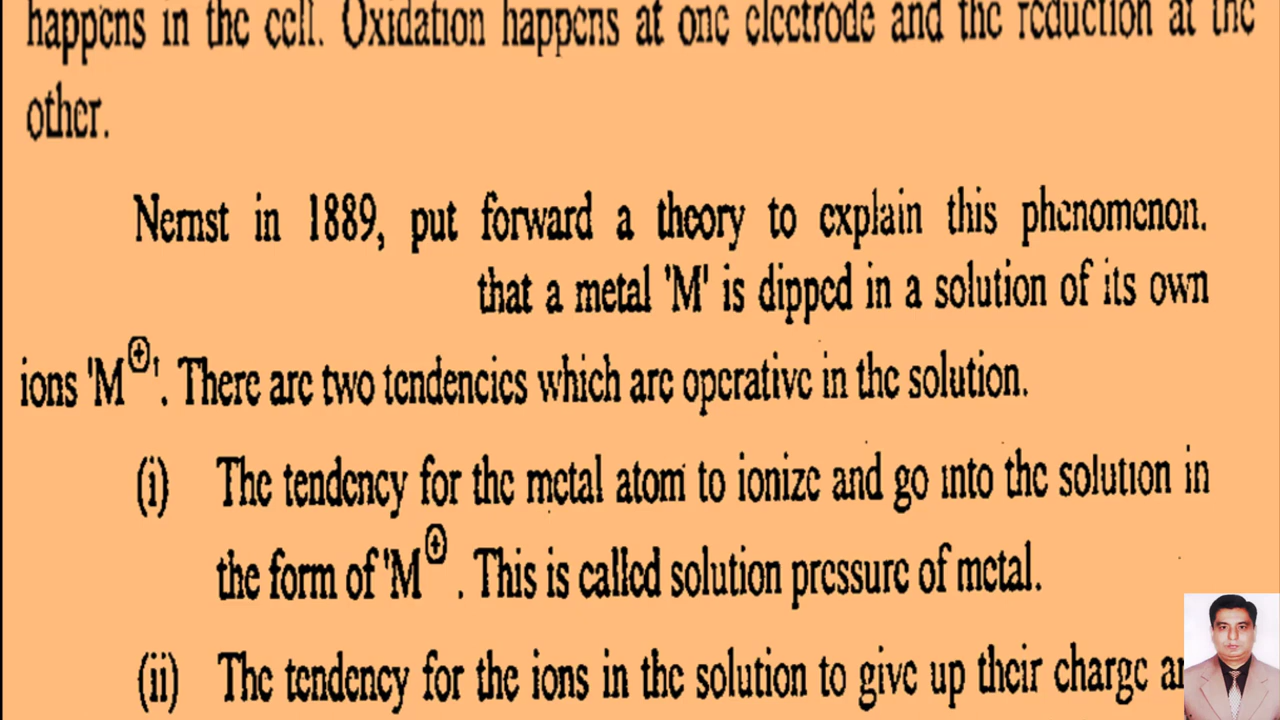 happens in the cell. Oxidation happens at one electrode and the reduction at the
other.
Nernst in 1889, put forward a theory to explain this phenomenon.
that a metal 'M' is dipped in a solution of its own
ions 'M⊕'. There are two tendencies which are operative in the solution.
(i) The tendency for the metal atom to ionize and go into the solution in
the form of 'M⊕ . This is called solution pressure of metal.
(ii) The tendency for the ions in the solution to give up their charge